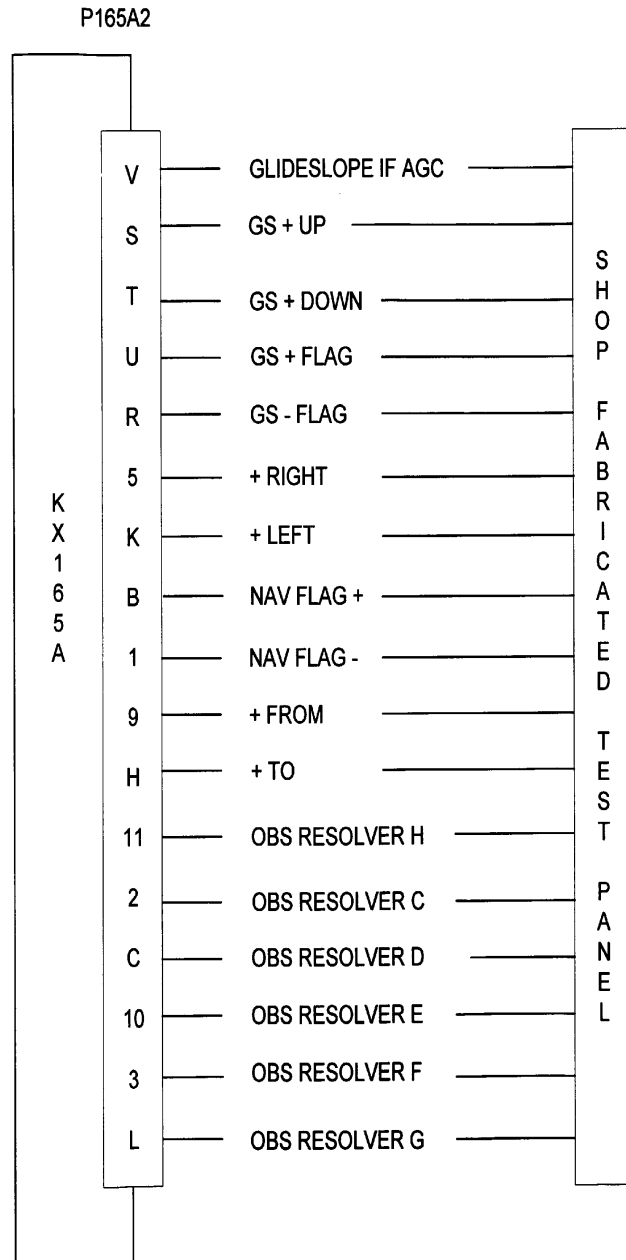 P165A2
KX165A
V GLIDESLOPE IF AGC
S GS + UP
T GS + DOWN
U GS + FLAG
R GS - FLAG
5 + RIGHT
K + LEFT
B NAV FLAG +
1 NAV FLAG -
9 + FROM
H + TO
11 OBS RESOLVER H
2 OBS RESOLVER C
C OBS RESOLVER D
10 OBS RESOLVER E
3 OBS RESOLVER F
L OBS RESOLVER G
SHOP FABRICATED TEST PANEL